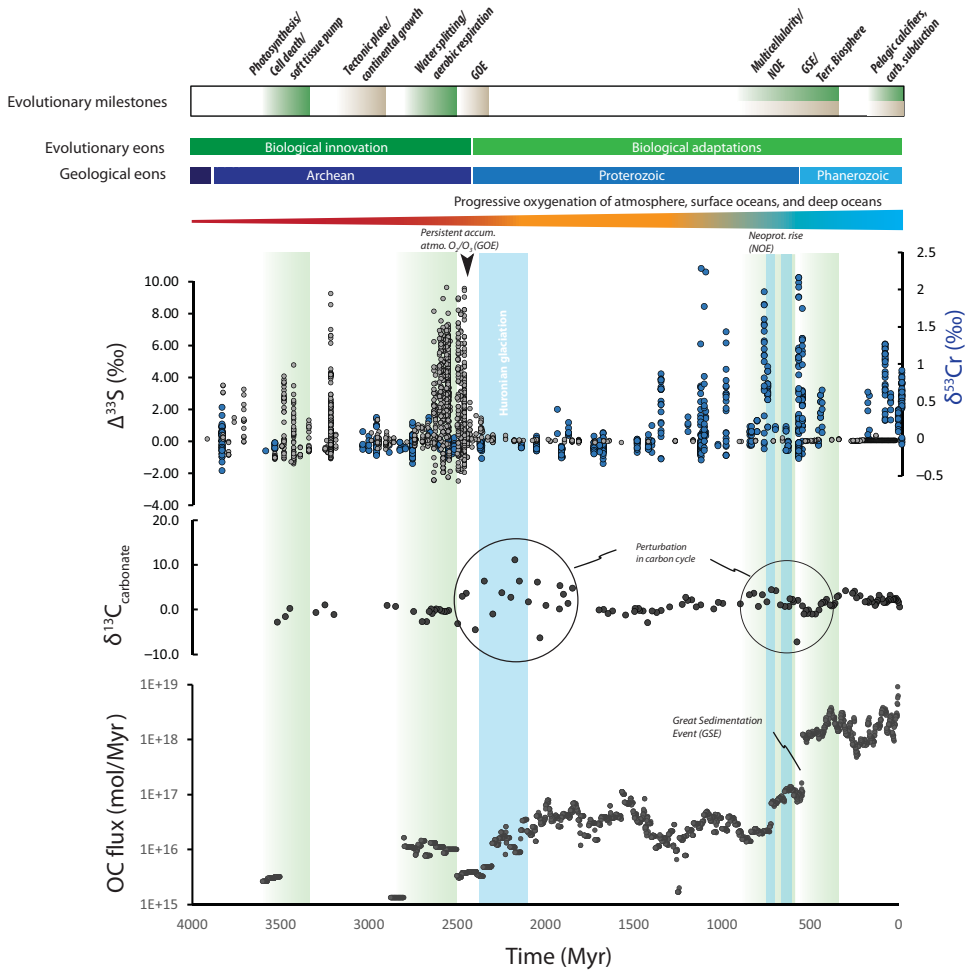 Photosynthesis/
Cell death/
soft tissue pump
Tectonic plate/
continental growth
Water splitting/
aerobic respiration
GOE
Multicellularity/
NOE
GSE/
Terr. Biosphere
Pelagic calcifiers,
carb. subduction
Evolutionary milestones
Evolutionary eons
Biological innovation
Biological adaptations
Geological eons
Archean
Proterozoic
Phanerozoic
Progressive oxygenation of atmosphere, surface oceans, and deep oceans
Persistent accum.
atmo. O₂/O₃ (GOE)
Neoprot. rise
(NOE)
Δ³³S (‰)
10.00
8.00
6.00
4.00
2.00
0.00
−2.00
−4.00
Huronian glaciation
2.5
2
1.5
1
0.5
0
−0.5
δ⁵³Cr (‰)
δ¹³C carbonate
20.0
10.0
0.0
−10.0
Perturbation
in carbon cycle
OC flux (mol/Myr)
1E+19
1E+18
1E+17
1E+16
1E+15
Great Sedimentation
Event (GSE)
4000 3500 3000 2500 2000 1500 1000 500 0
Time (Myr)